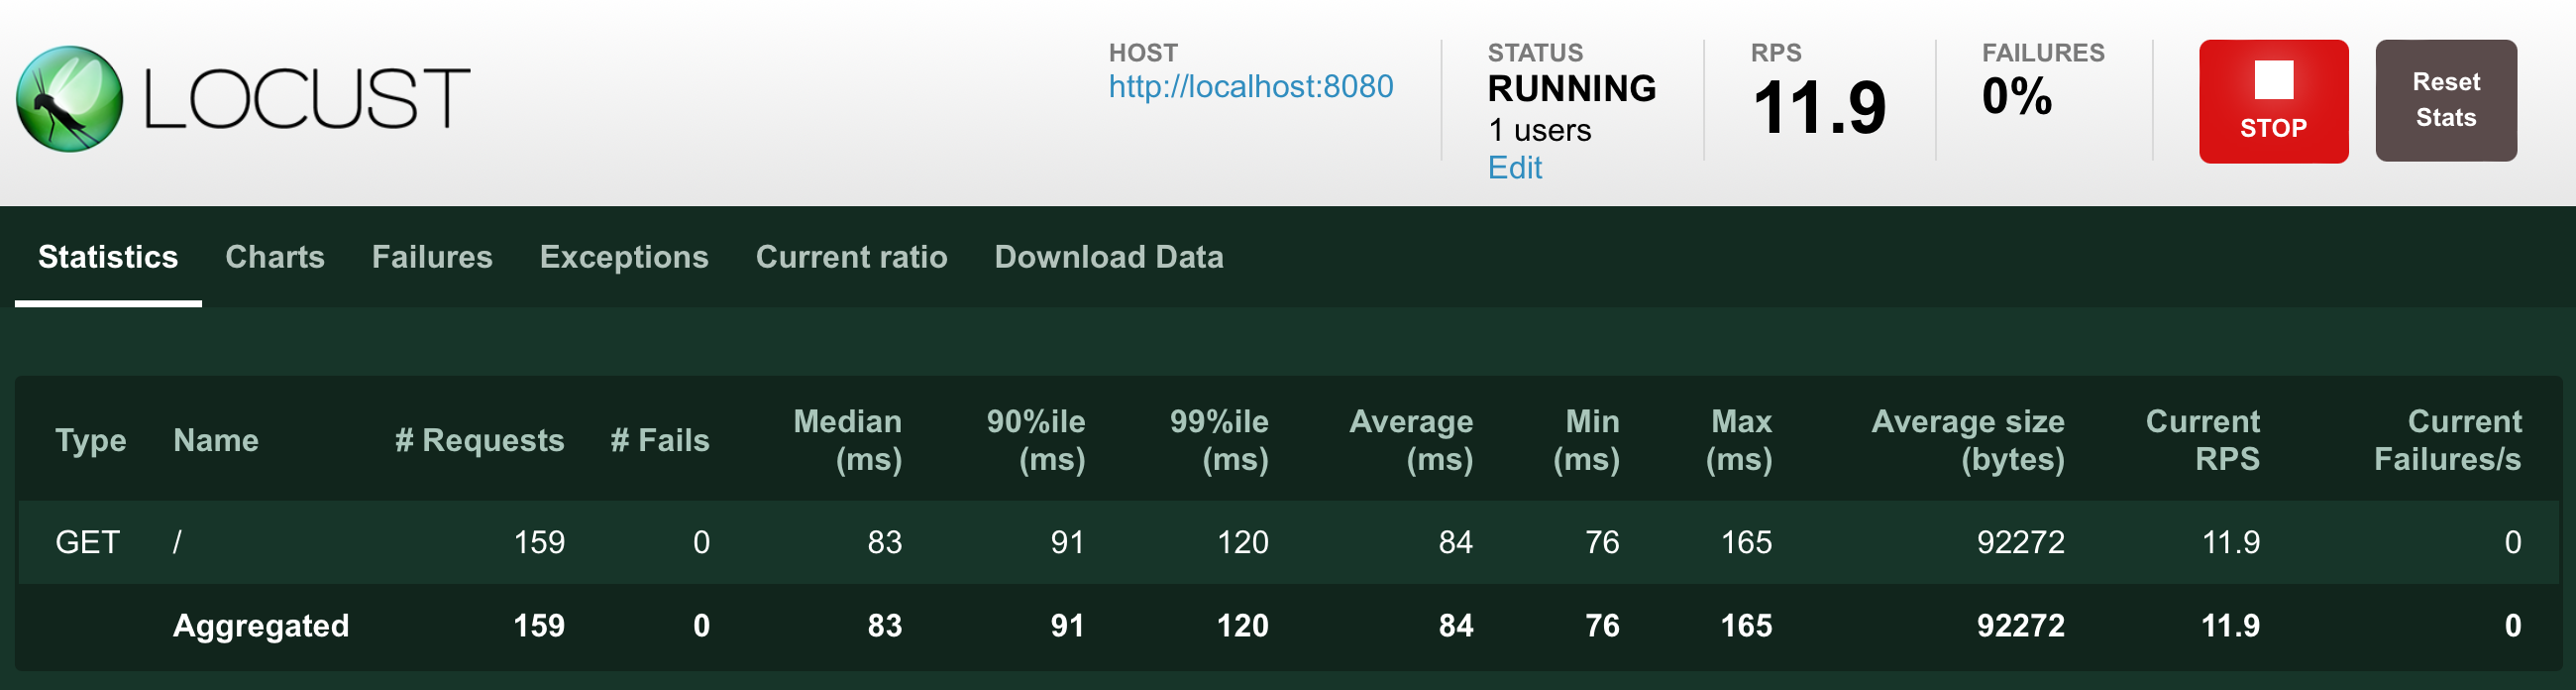 LOCUST
HOST
http://localhost:8080
STATUS
RUNNING
1 users
Edit
RPS
11.9
FAILURES
0%
STOP
Reset
Stats
Statistics Charts Failures Exceptions Current ratio Download Data
Type Name # Requests # Fails Median (ms) 90%ile (ms) 99%ile (ms) Average (ms) Min (ms) Max (ms) Average size (bytes) Current RPS Current Failures/s
GET / 159 0 83 91 120 84 76 165 92272 11.9 0
Aggregated 159 0 83 91 120 84 76 165 92272 11.9 0